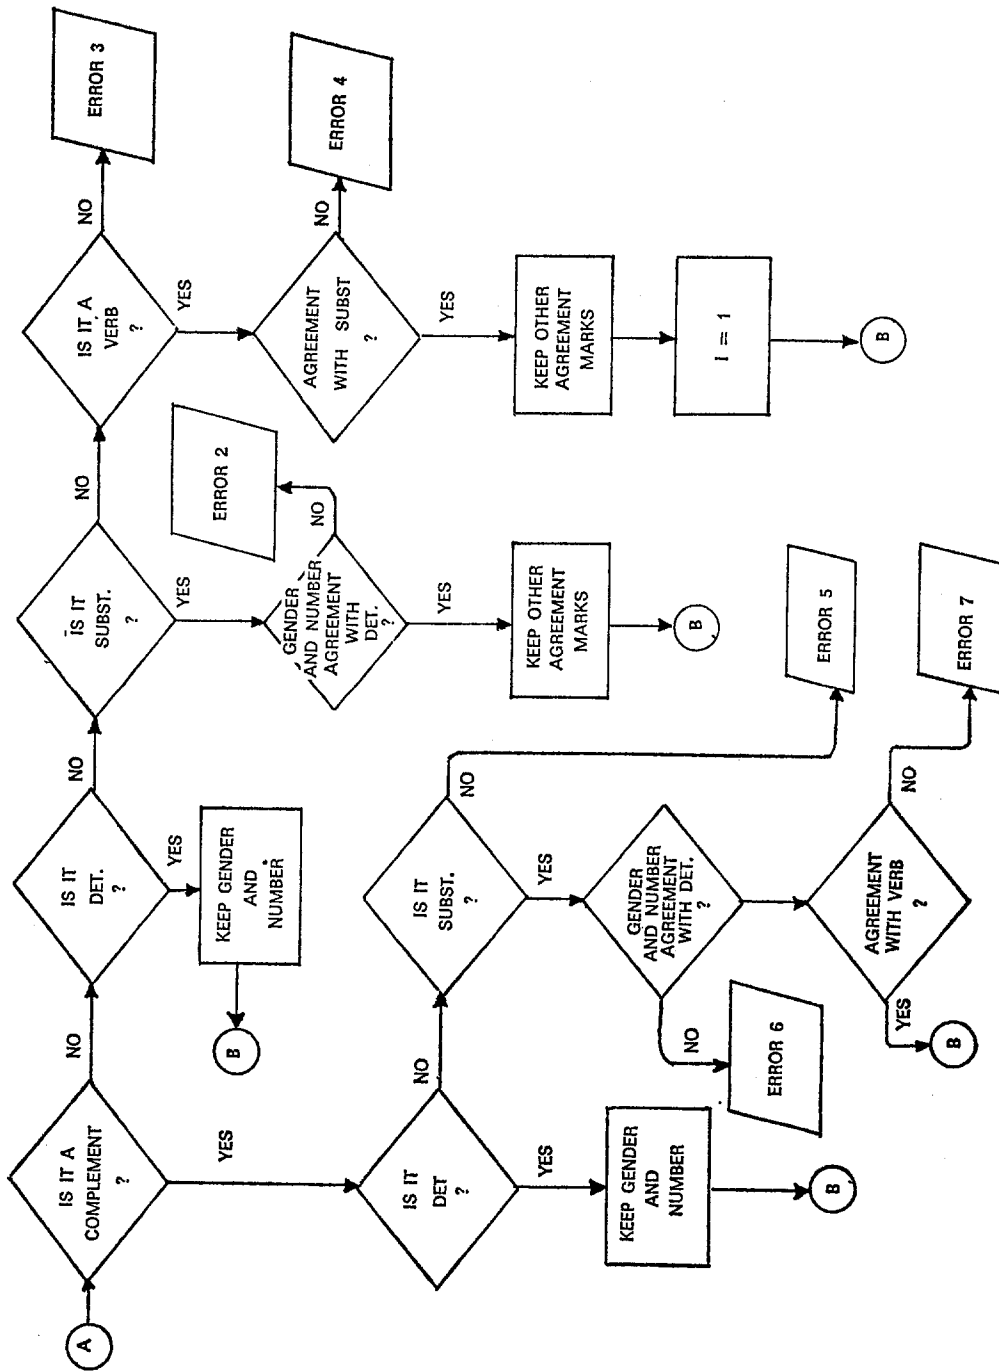 A
IS IT A
COMPLEMENT
?
NO
YES
IS IT
DET.
?
NO
YES
KEEP GENDER
AND
NUMBER
B
IS IT
SUBST.
?
NO
YES
GENDER
AND NUMBER
AGREEMENT
WITH
DET.
?
NO
ERROR 2
YES
KEEP OTHER
AGREEMENT
MARKS
B
IS IT A
VERB
?
NO
ERROR 3
YES
AGREEMENT
WITH SUBST
?
NO
ERROR 4
YES
KEEP OTHER
AGREEMENT
MARKS
I = 1
B
IS IT
DET
?
NO
YES
KEEP GENDER
AND
NUMBER
B
IS IT
SUBST.
?
NO
ERROR 5
YES
GENDER
AND NUMBER
AGREEMENT
WITH DET.
?
NO
ERROR 6
AGREEMENT
WITH VERB
?
NO
ERROR 7
YES
B